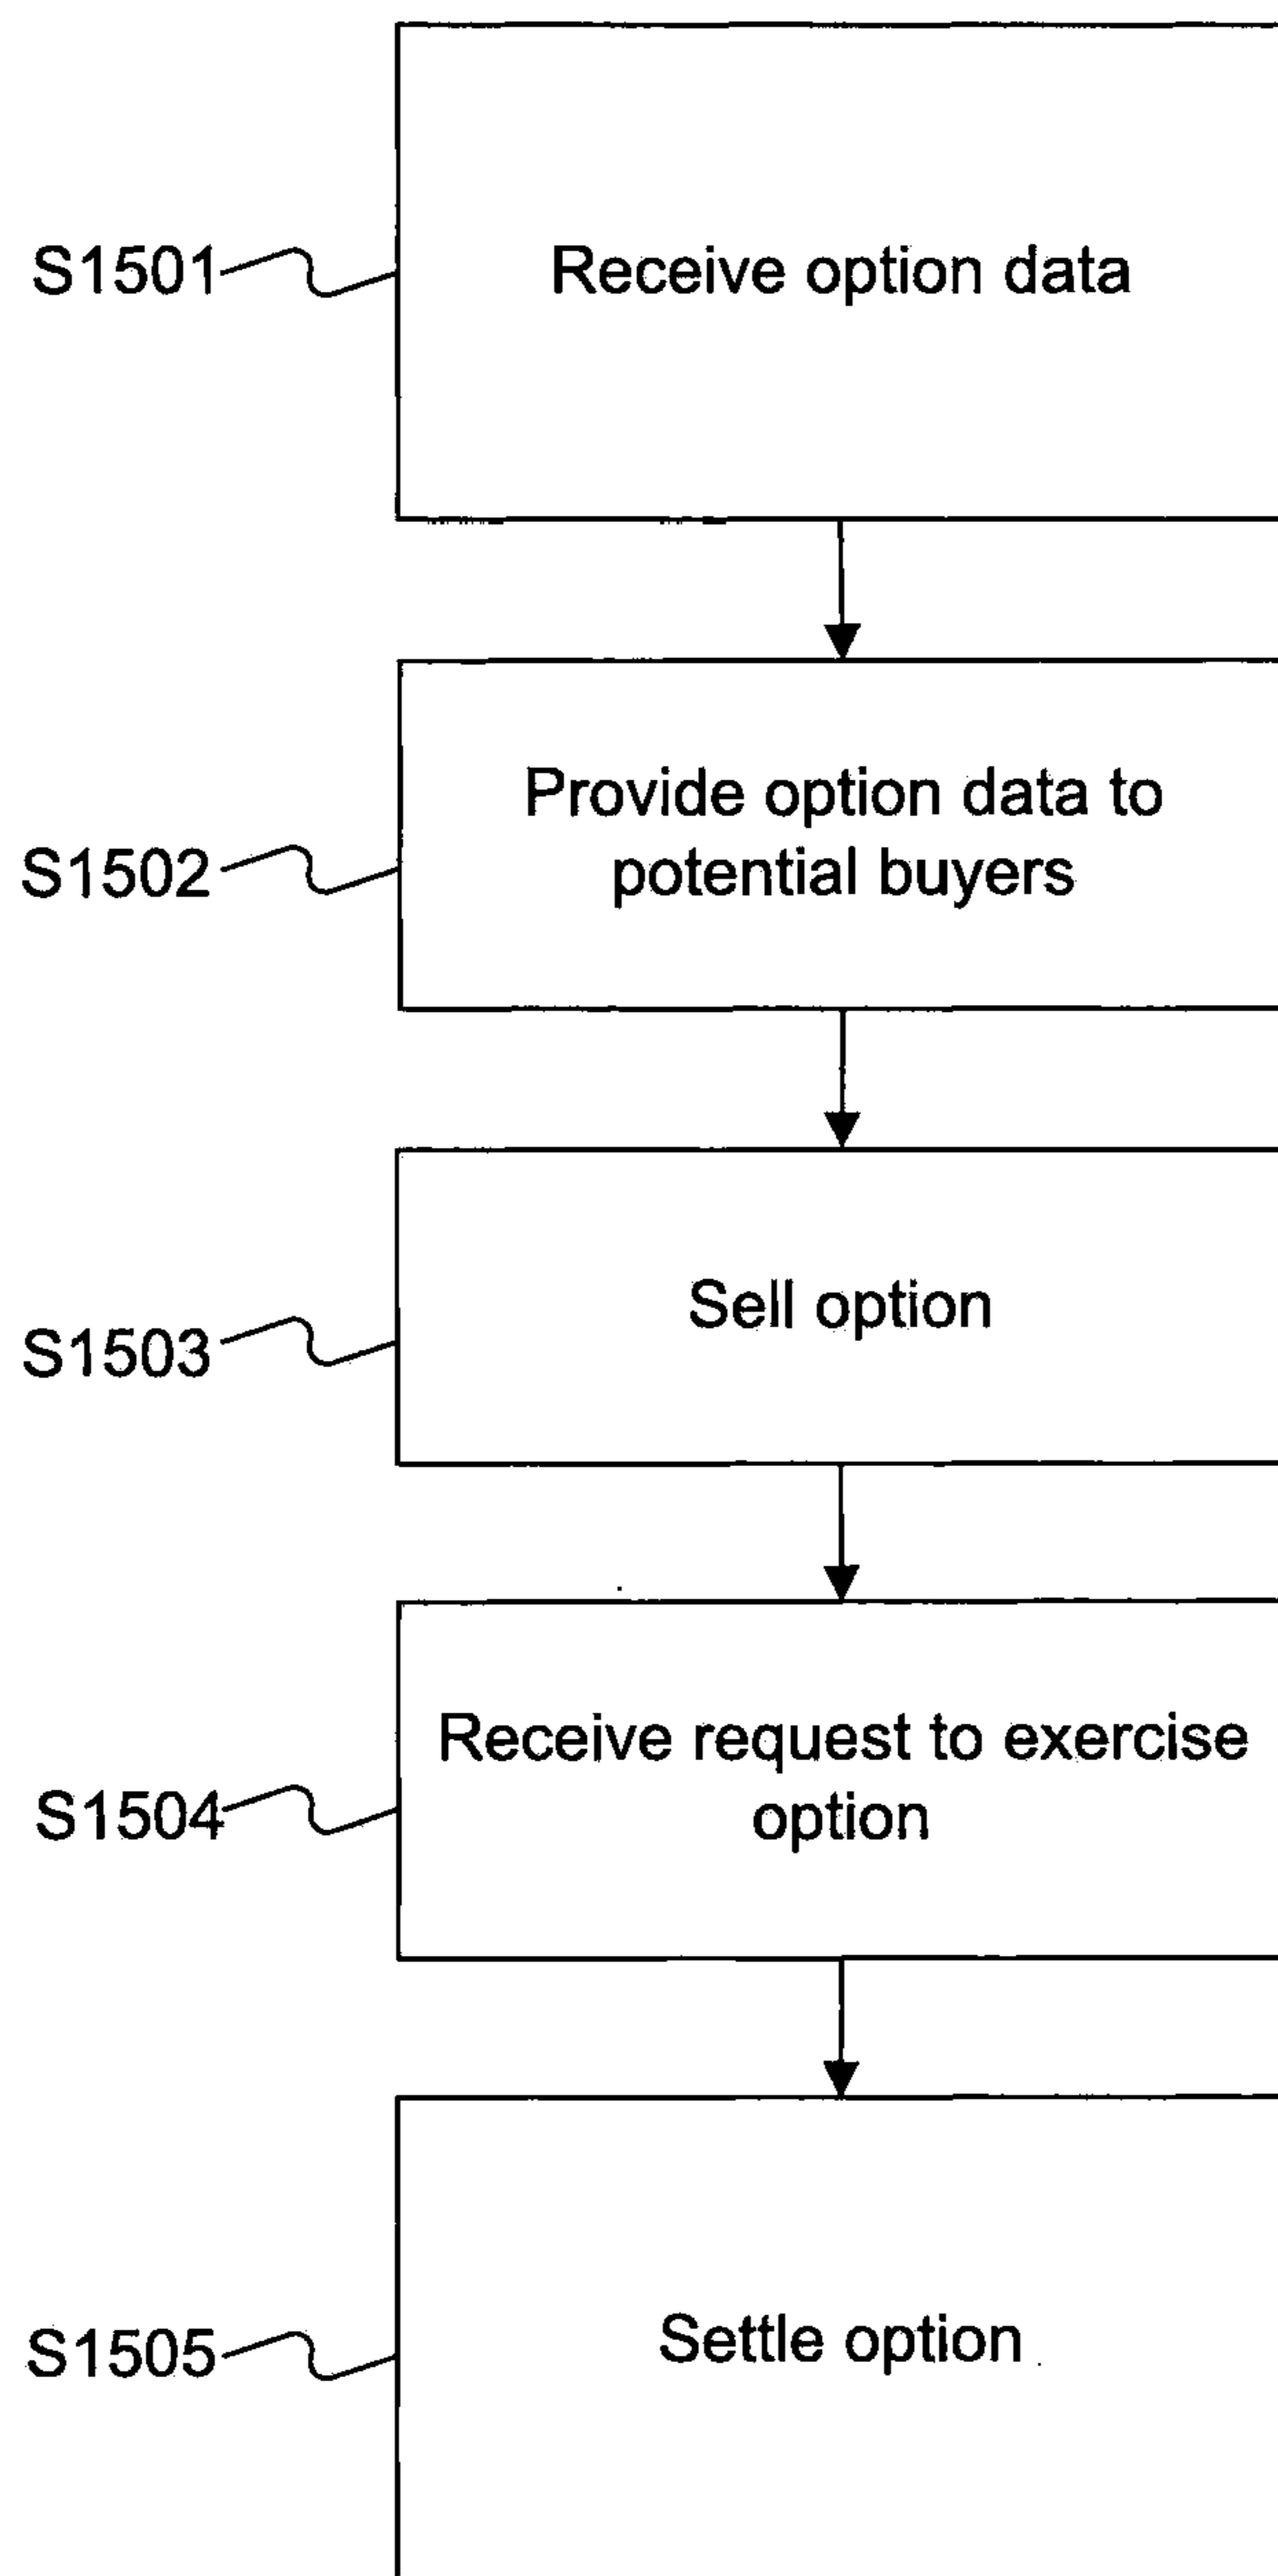 S1501
Receive option data
S1502
Provide option data to
potential buyers
S1503
Sell option
S1504
Receive request to exercise
option
S1505
Settle option